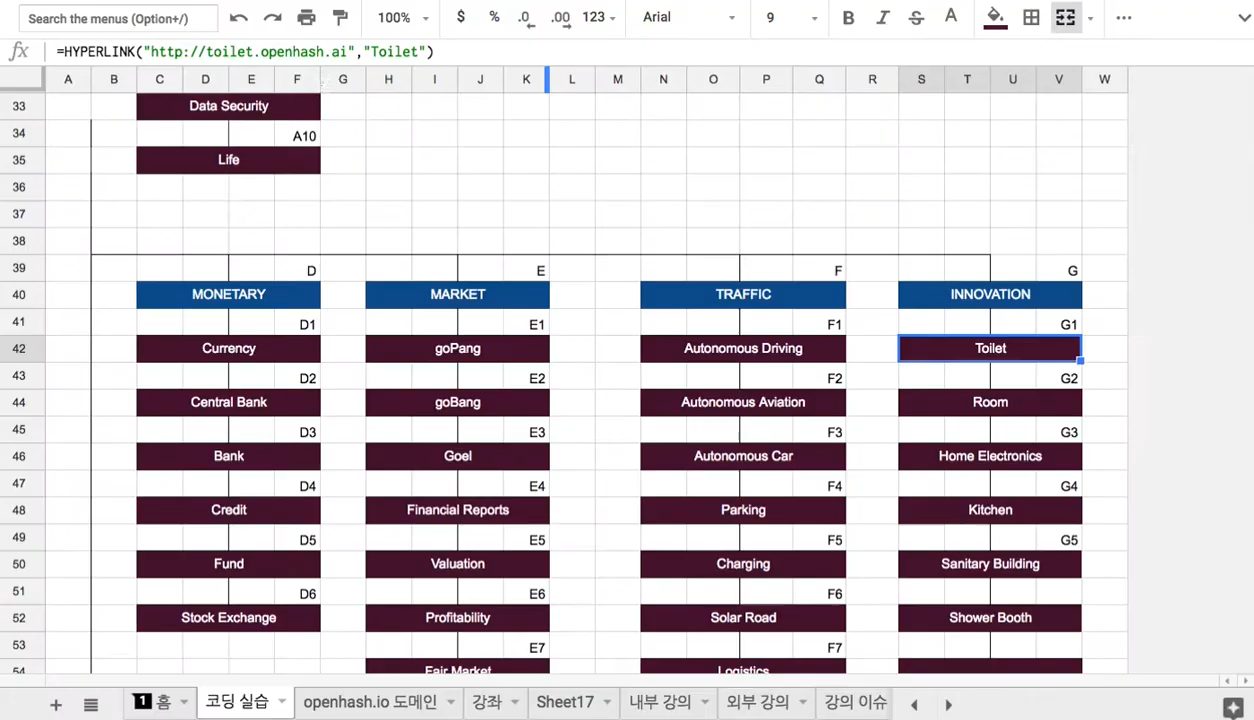 Search the menus (Option+/) 100% $ % .0 .00 123 Arial 9 B I S A
fx =HYPERLINK("http://toilet.openhash.ai","Toilet")
A B C D E F G H I J K L M N O P Q R S T U V W
33 Data Security
34 A10
35 Life
36
37
38
39 D E F G
40 MONETARY MARKET TRAFFIC INNOVATION
41 D1 E1 F1 G1
42 Currency goPang Autonomous Driving Toilet
43 D2 E2 F2 G2
44 Central Bank goBang Autonomous Aviation Room
45 D3 E3 F3 G3
46 Bank Goel Autonomous Car Home Electronics
47 D4 E4 F4 G4
48 Credit Financial Reports Parking Kitchen
49 D5 E5 F5 G5
50 Fund Valuation Charging Sanitary Building
51 D6 E6 F6
52 Stock Exchange Profitability Solar Road Shower Booth
53 E7 F7
54 Fair Market Logistics
1 홈 코딩 실습 openhash.io 도메인 강좌 Sheet17 내부 강의 외부 강의 강의 이슈